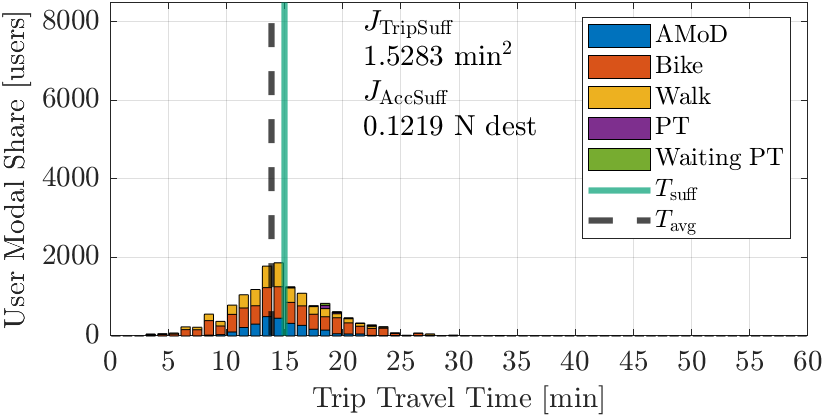 8000
6000
4000
2000
0
User Modal Share [users]
J_TripSuff
1.5283 min²
J_AccSuff
0.1219 N dest
AMoD
Bike
Walk
PT
Waiting PT
T_suff
T_avg
0 5 10 15 20 25 30 35 40 45 50 55 60
Trip Travel Time [min]